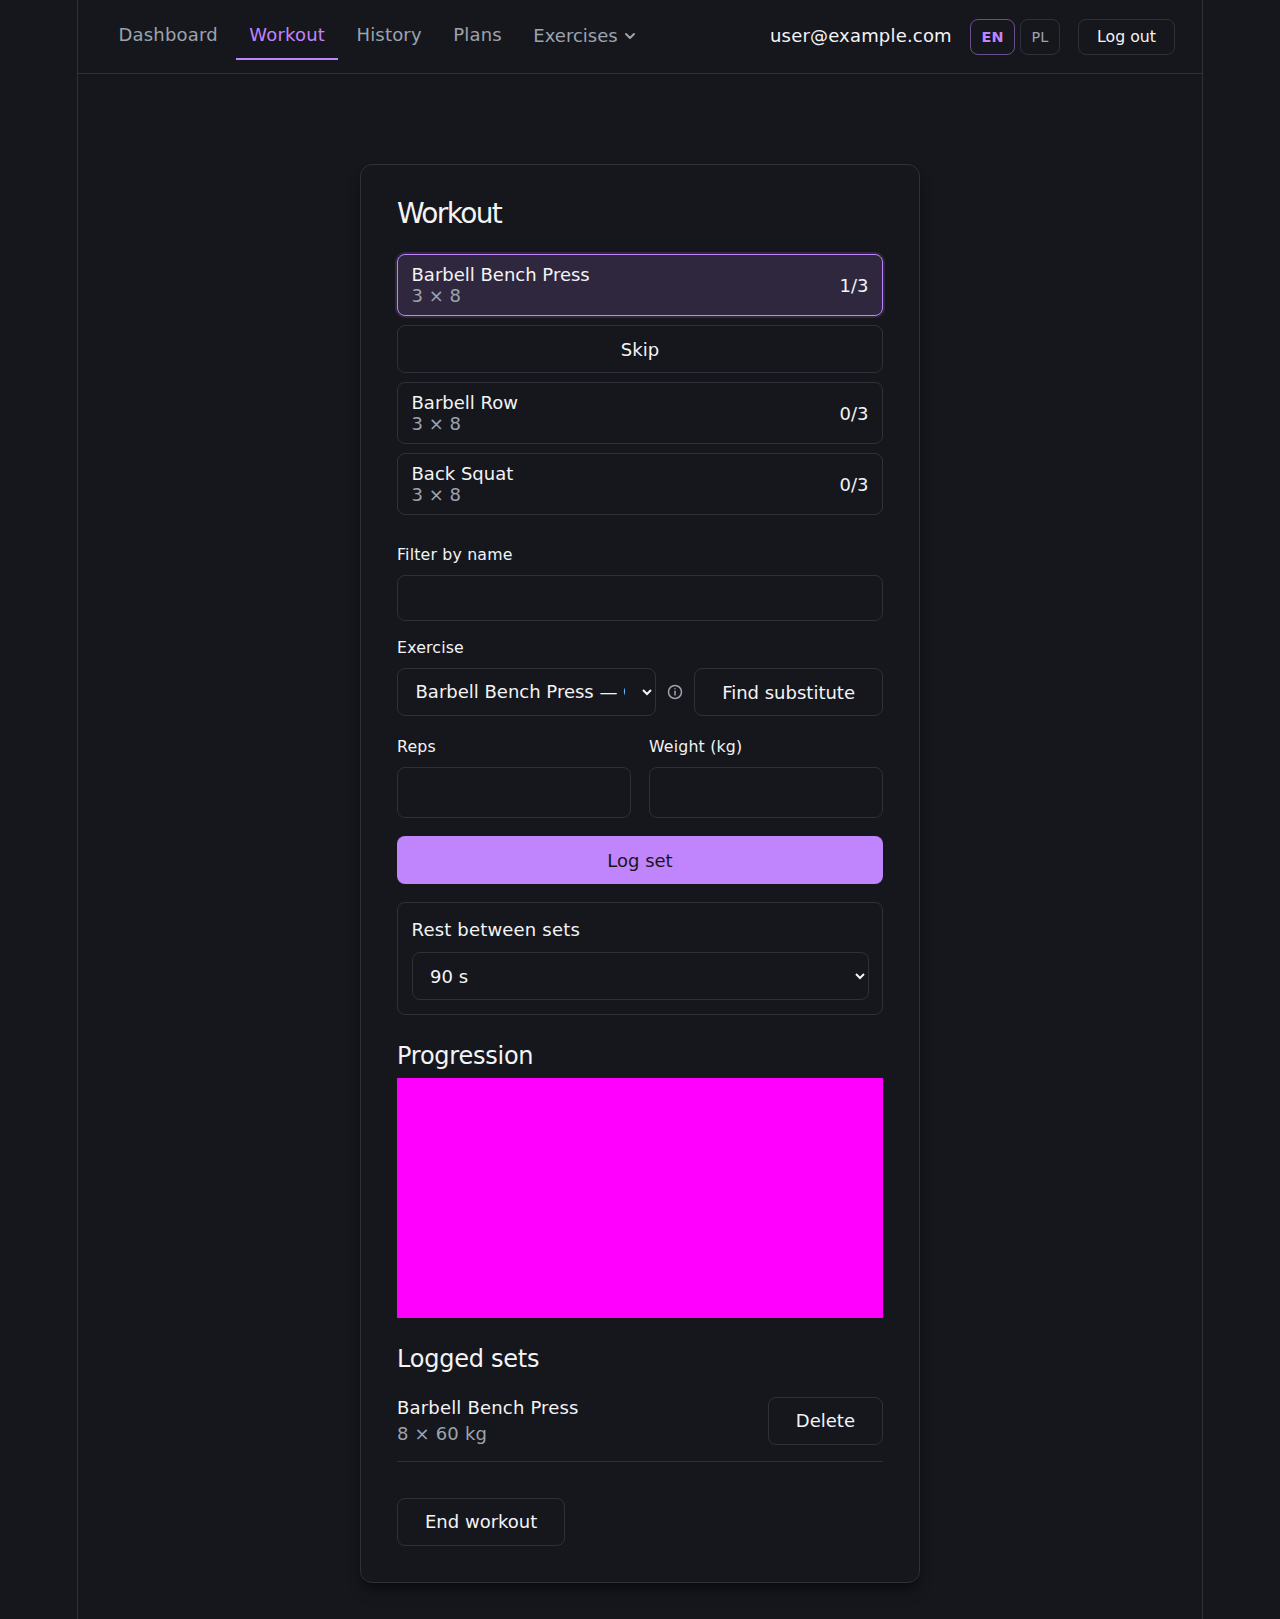 Dashboard Workout History Plans Exercises user@example.com EN PL Log out
Workout
Barbell Bench Press
3 × 8
1/3
Skip
Barbell Row
3 × 8
0/3
Back Squat
3 × 8
0/3
Filter by name
Exercise
Barbell Bench Press —
Find substitute
Reps Weight (kg)
Log set
Rest between sets
90 s
Progression
Logged sets
Barbell Bench Press
8 × 60 kg
Delete
End workout